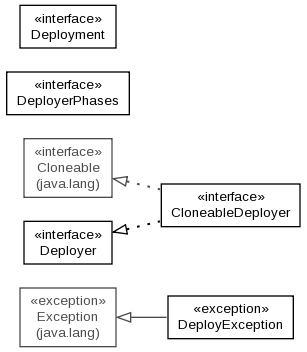 «interface»
Deployment
«interface»
DeployerPhases
«interface»
Cloneable
(java.lang)
«interface»
CloneableDeployer
«interface»
Deployer
«exception»
Exception
(java.lang)
«exception»
DeployException